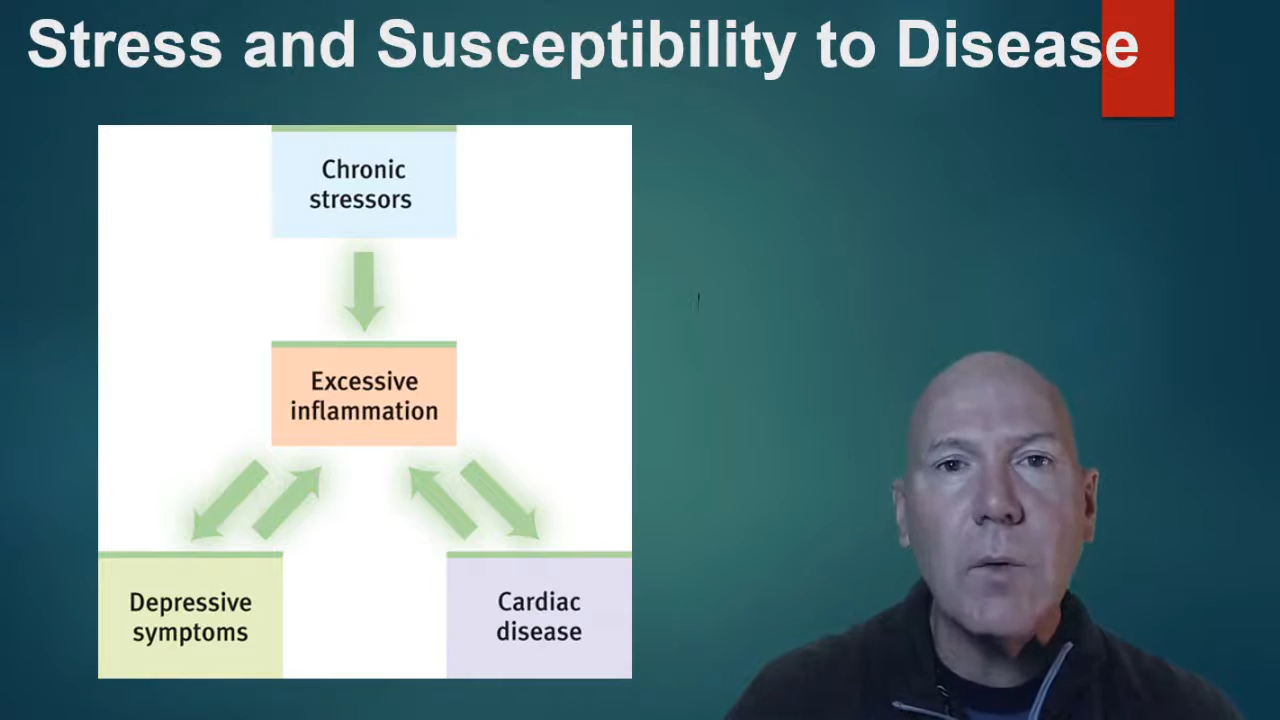 Stress and Susceptibility to Disease
Chronic
stressors
Excessive
inflammation
Depressive
symptoms
Cardiac
disease